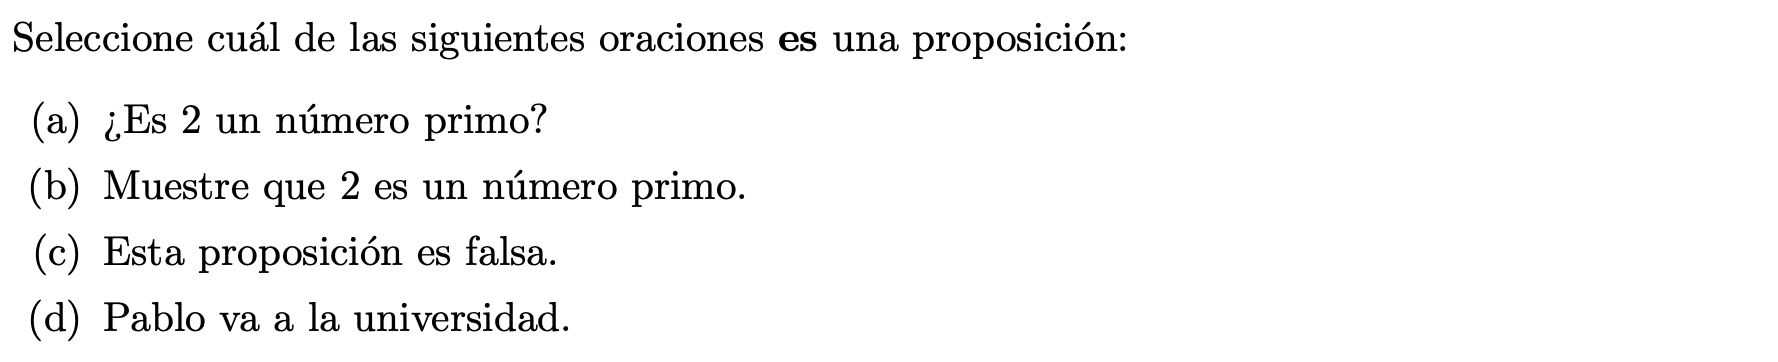 Seleccione cuál de las siguientes oraciones es una proposición:
(a) ¿Es 2 un número primo?
(b) Muestre que 2 es un número primo.
(c) Esta proposición es falsa.
(d) Pablo va a la universidad.